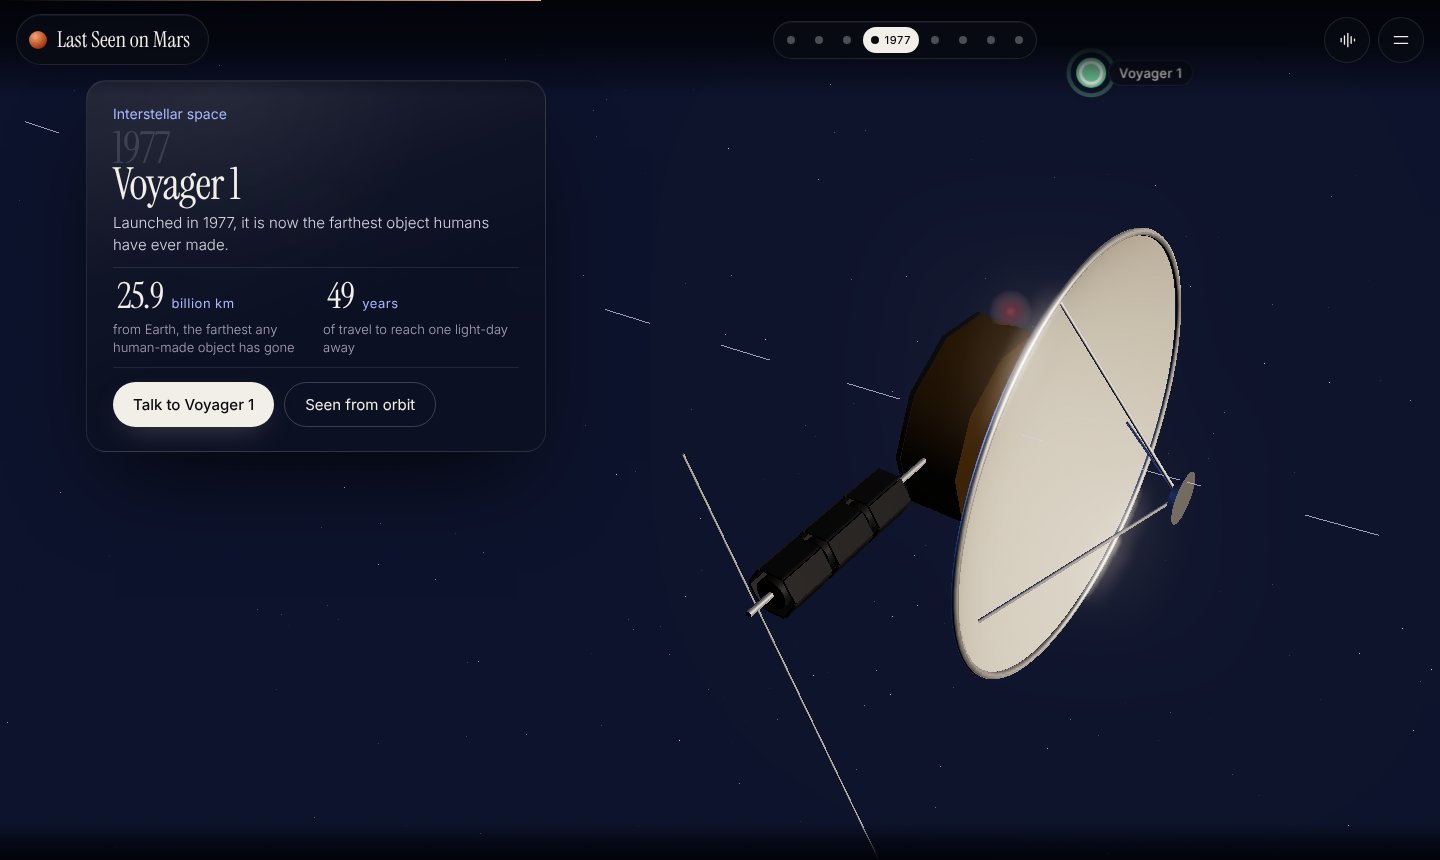 Last Seen on Mars
1977
Voyager 1
Interstellar space
1977
Voyager 1
Launched in 1977, it is now the farthest object humans
have ever made.
25.9 billion km
from Earth, the farthest any
human-made object has gone
49 years
of travel to reach one light-day
away
Talk to Voyager 1
Seen from orbit